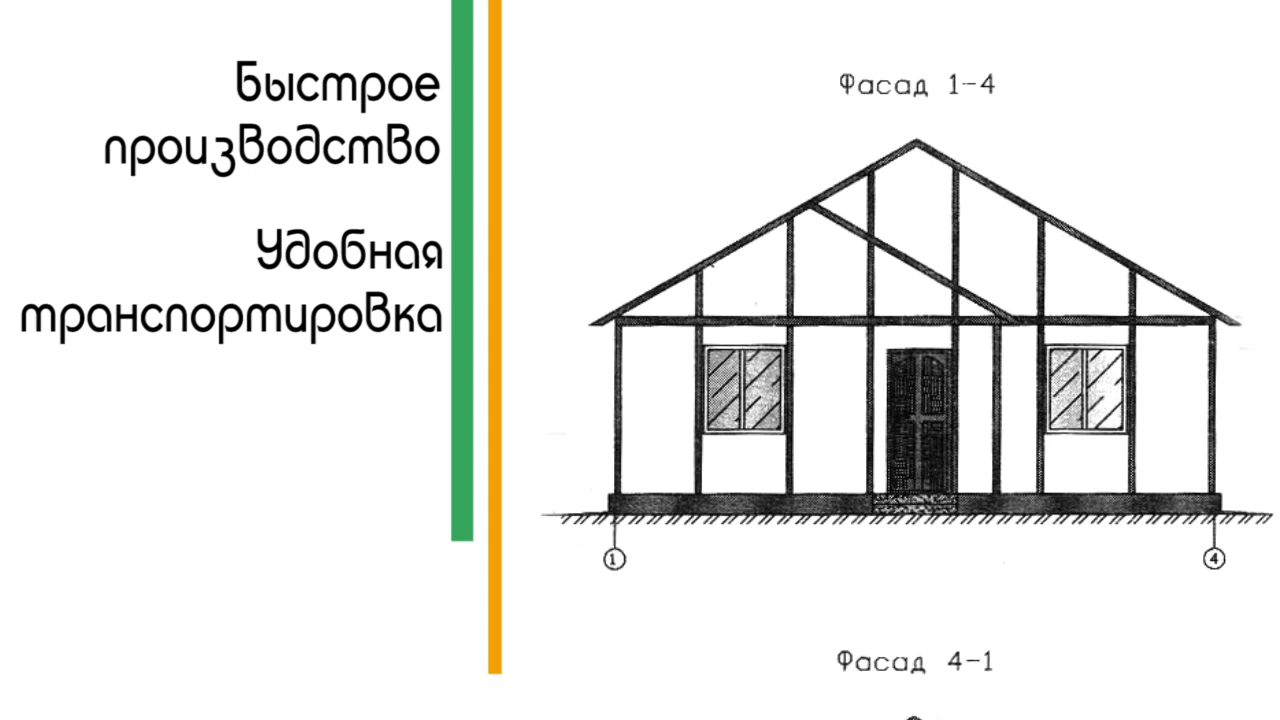 Быстрое
производство
Удобная
транспортировка
Фасад 1-4
1
4
Фасад 4-1